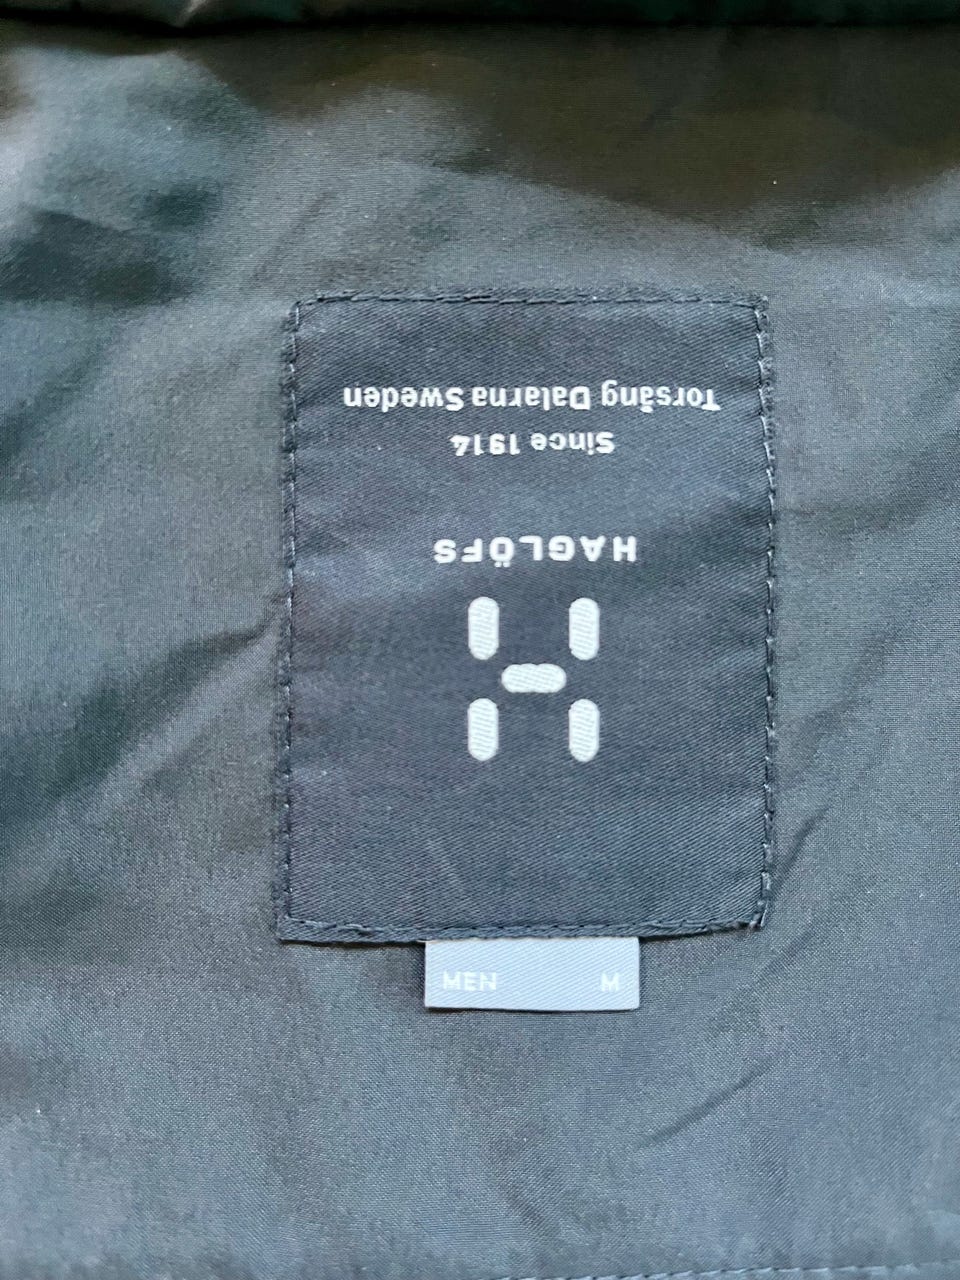 HAGLÖFS
Since 1914
Torsång Dalarna Sweden
MEN M